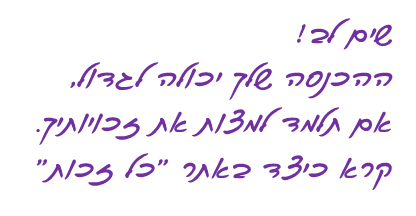 שים לב!
ההכנסה שלך יכולה לגדול,
אם תלמד למצות את זכויותיך.
קרא כיצד באתר "כל זכות"